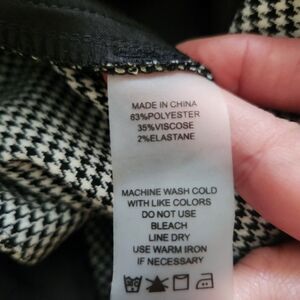 MADE IN CHINA
63%POLYESTER
35%VISCOSE
2%ELASTANE
MACHINE WASH COLD
WITH LIKE COLORS
DO NOT USE
BLEACH
LINE DRY
USE WARM IRON
IF NECESSARY